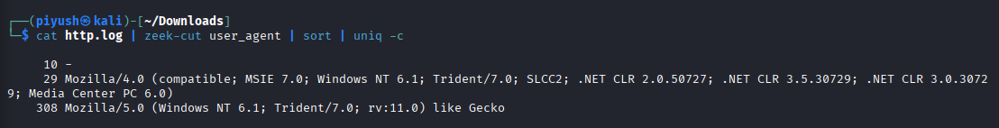 ┌──(piyush㉿kali)-[~/Downloads]
└─$ cat http.log | zeek-cut user_agent | sort | uniq -c
10 -
29 Mozilla/4.0 (compatible; MSIE 7.0; Windows NT 6.1; Trident/7.0; SLCC2; .NET CLR 2.0.50727; .NET CLR 3.5.30729; .NET CLR 3.0.3072
9; Media Center PC 6.0)
308 Mozilla/5.0 (Windows NT 6.1; Trident/7.0; rv:11.0) like Gecko